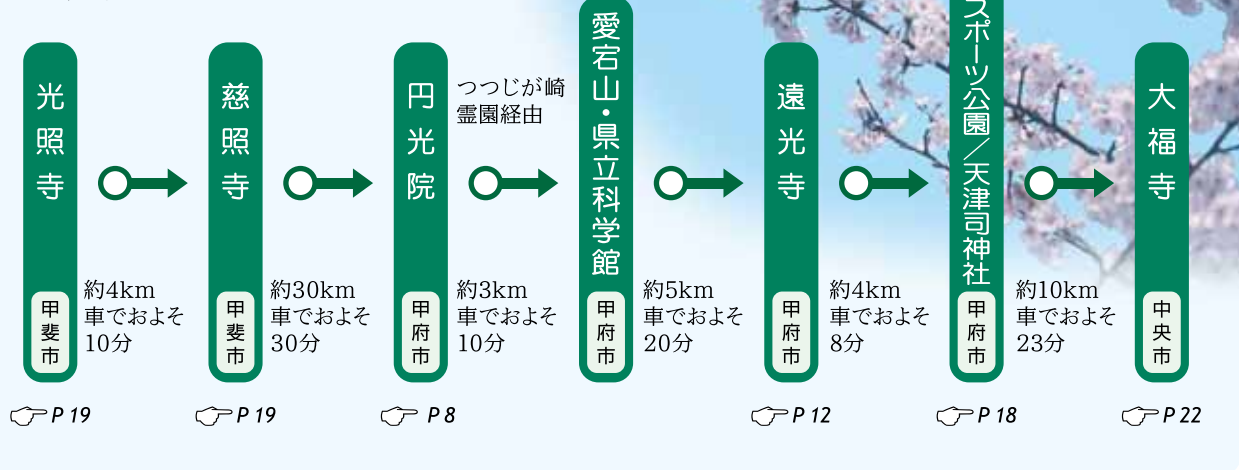 光照寺
甲斐市
P 19
約4km
車でおよそ
10分
慈照寺
甲斐市
P 19
約30km
車でおよそ
30分
円光院
甲府市
P 8
つつじが崎
霊園経由
約3km
車でおよそ
10分
愛宕山・県立科学館
甲府市
約5km
車でおよそ
20分
遠光寺
甲府市
P 12
約4km
車でおよそ
8分
スポーツ公園/天津司神社
甲府市
P 18
約10km
車でおよそ
23分
大福寺
中央市
P 22